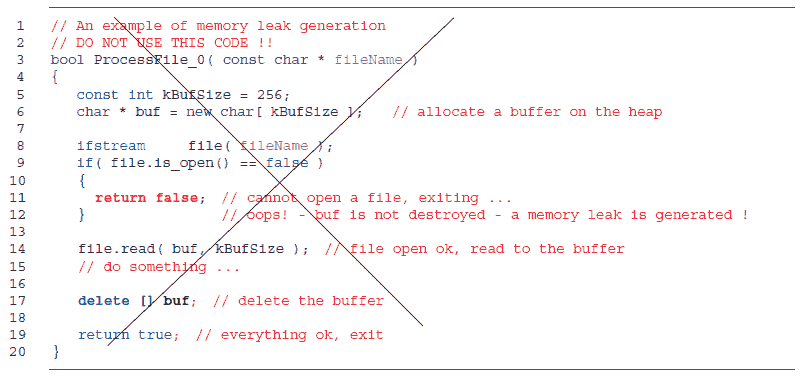 1 // An example of memory leak generation
2 // DO NOT USE THIS CODE !!
3 bool ProcessFile_0( const char * fileName )
4 {
5 const int kBufSize = 256;
6 char * buf = new char[ kBufSize ]; // allocate a buffer on the heap
7
8 ifstream file( fileName );
9 if( file.is_open() == false )
10 {
11 return false; // cannot open a file, exiting ...
12 } // oops! - buf is not destroyed - a memory leak is generated !
13
14 file.read( buf, kBufSize ); // file open ok, read to the buffer
15 // do something ...
16
17 delete [] buf; // delete the buffer
18
19 return true; // everything ok, exit
20 }